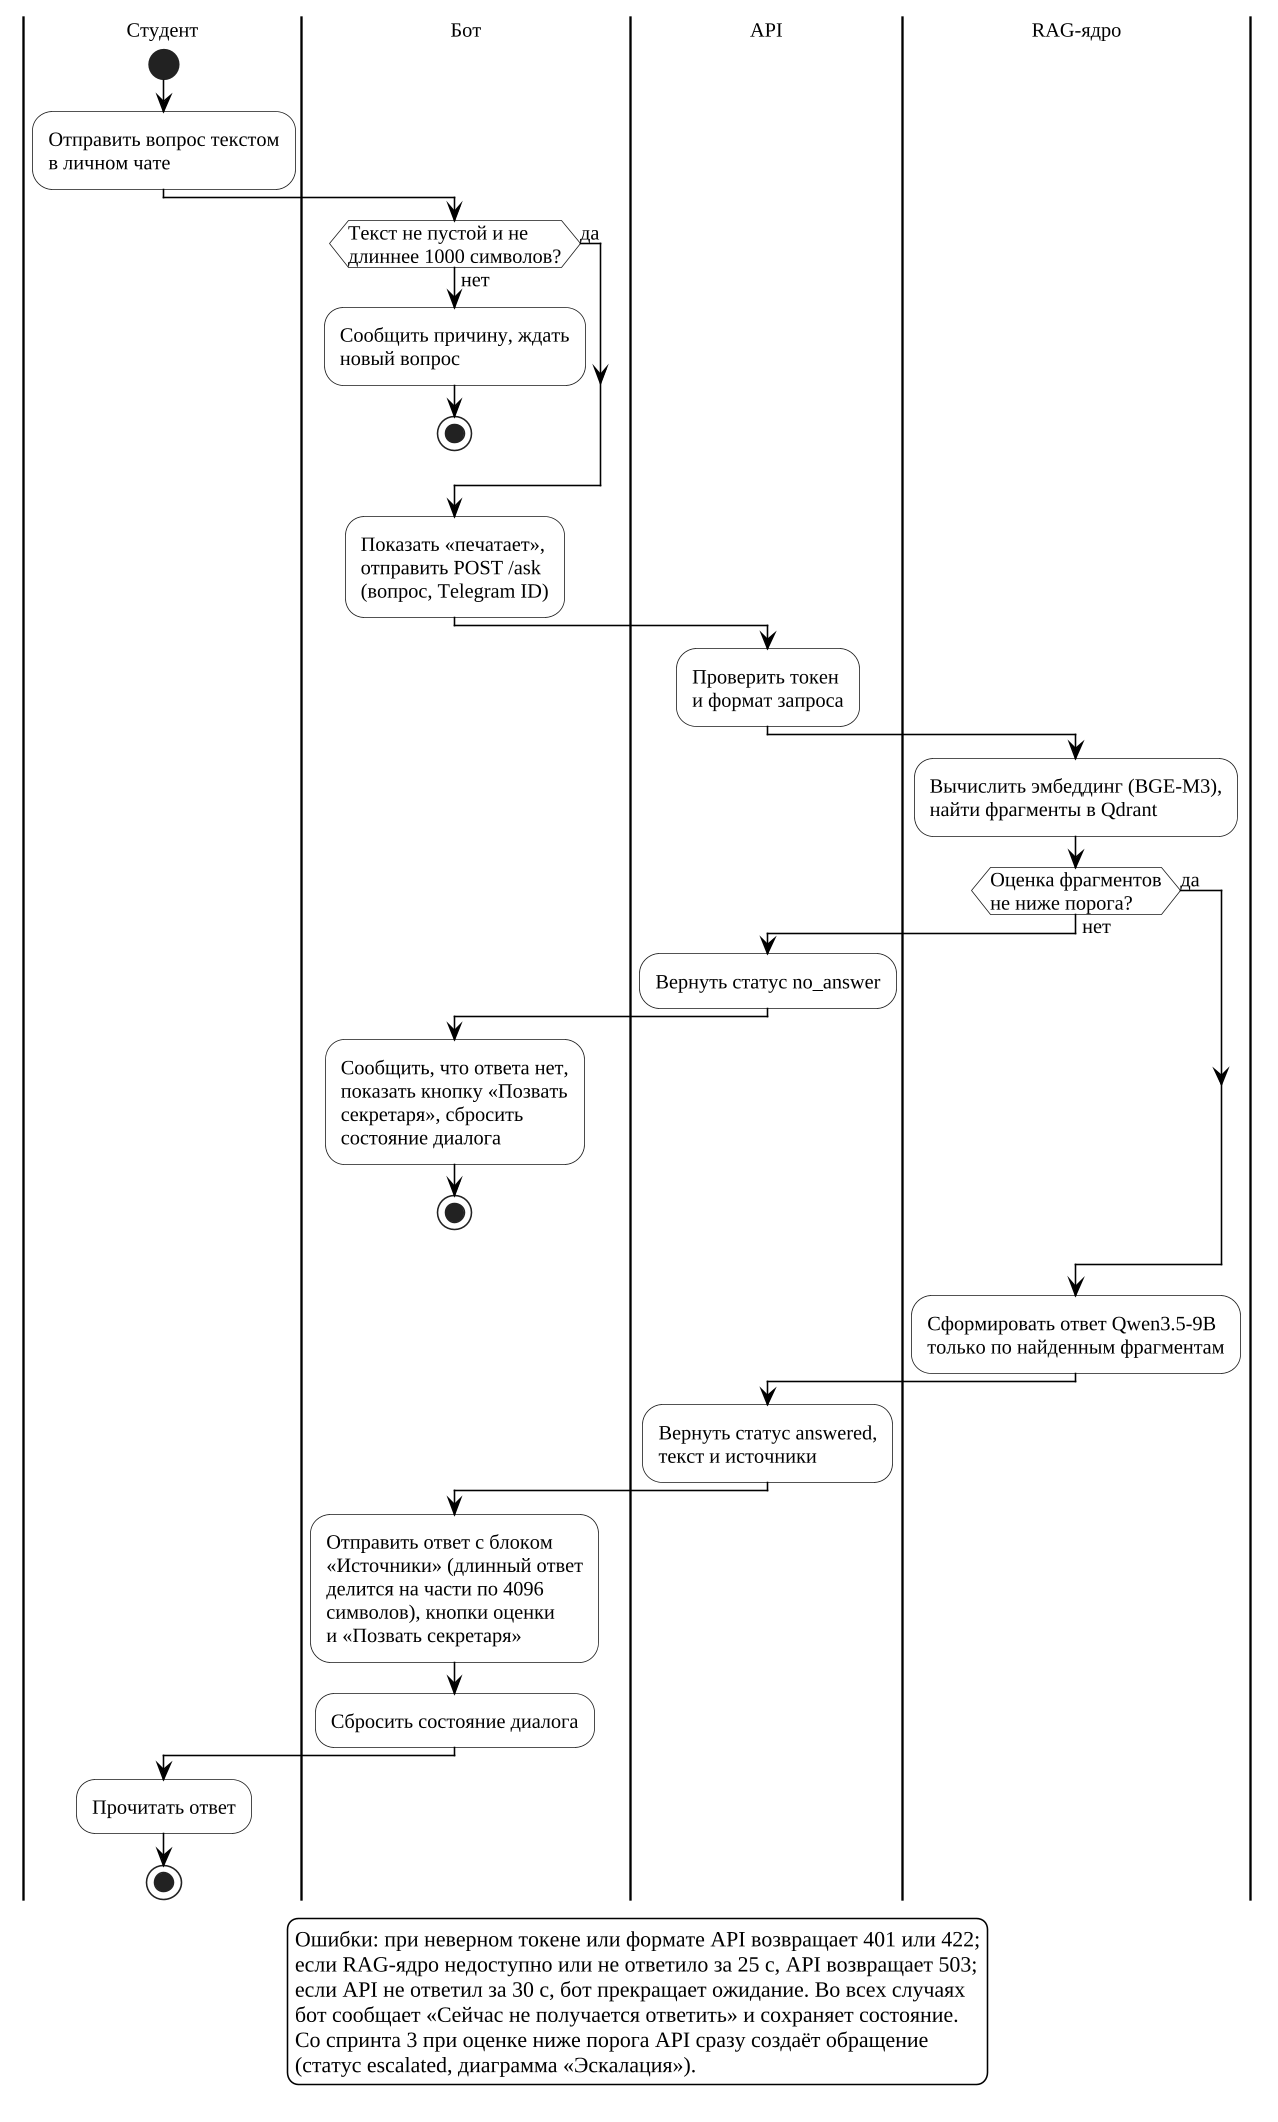 Студент
Бот
API
RAG-ядро
Отправить вопрос текстом
в личном чате
Текст не пустой и не
длиннее 1000 символов?
да
нет
Сообщить причину, ждать
новый вопрос
Показать «печатает»,
отправить POST /ask
(вопрос, Telegram ID)
Проверить токен
и формат запроса
Вычислить эмбеддинг (BGE-M3),
найти фрагменты в Qdrant
Оценка фрагментов
не ниже порога?
да
нет
Вернуть статус no_answer
Сообщить, что ответа нет,
показать кнопку «Позвать
секретаря», сбросить
состояние диалога
Сформировать ответ Qwen3.5-9B
только по найденным фрагментам
Вернуть статус answered,
текст и источники
Отправить ответ с блоком
«Источники» (длинный ответ
делится на части по 4096
символов), кнопки оценки
и «Позвать секретаря»
Сбросить состояние диалога
Прочитать ответ
Ошибки: при неверном токене или формате API возвращает 401 или 422;
если RAG-ядро недоступно или не ответило за 25 с, API возвращает 503;
если API не ответил за 30 с, бот прекращает ожидание. Во всех случаях
бот сообщает «Сейчас не получается ответить» и сохраняет состояние.
Со спринта 3 при оценке ниже порога API сразу создаёт обращение
(статус escalated, диаграмма «Эскалация»).